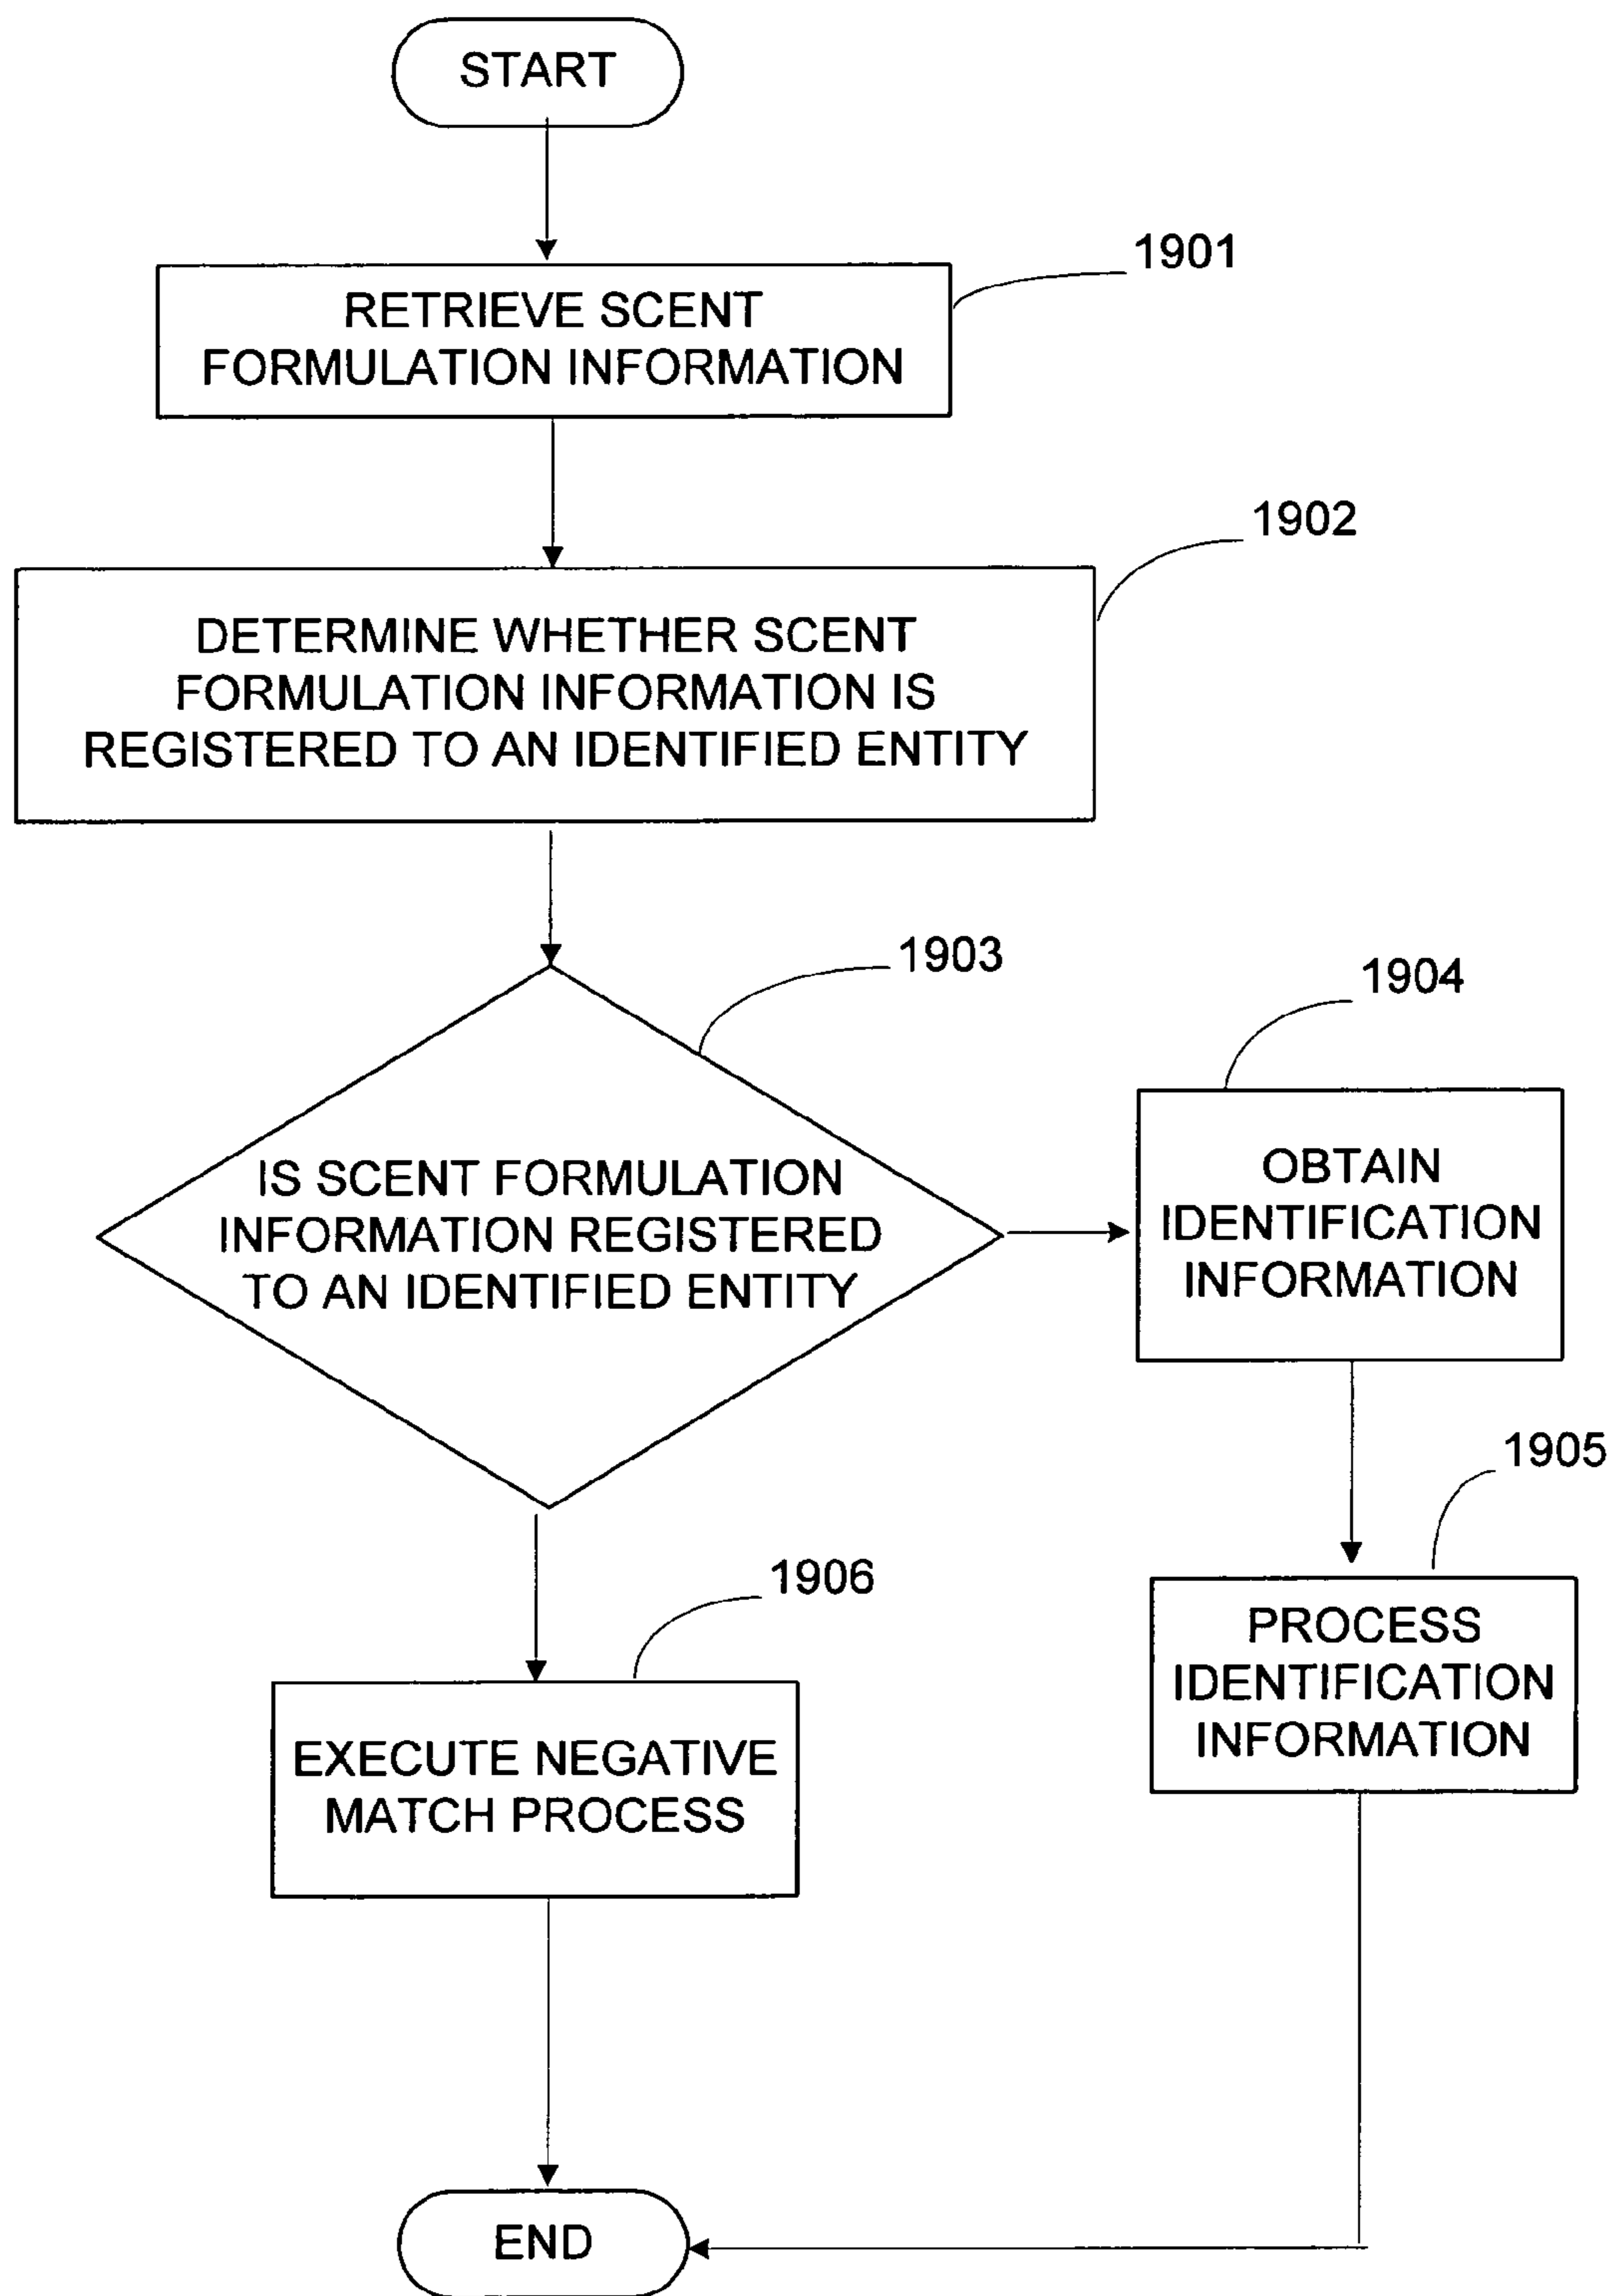 START
1901
RETRIEVE SCENT
FORMULATION INFORMATION
1902
DETERMINE WHETHER SCENT
FORMULATION INFORMATION IS
REGISTERED TO AN IDENTIFIED ENTITY
1903
IS SCENT FORMULATION
INFORMATION REGISTERED
TO AN IDENTIFIED ENTITY
1904
OBTAIN
IDENTIFICATION
INFORMATION
1905
PROCESS
IDENTIFICATION
INFORMATION
1906
EXECUTE NEGATIVE
MATCH PROCESS
END